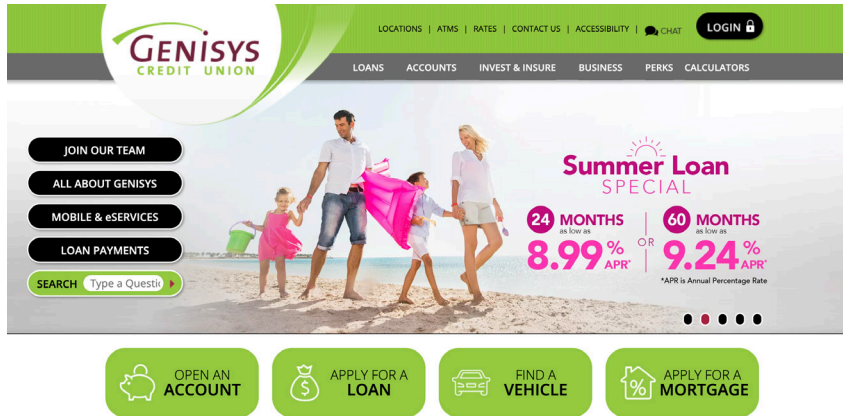 GENiSYS
CREDIT UNION
LOCATIONS | ATMS | RATES | CONTACT US | ACCESSIBILITY | CHAT
LOGIN
LOANS ACCOUNTS INVEST & INSURE BUSINESS PERKS CALCULATORS
JOIN OUR TEAM
ALL ABOUT GENISYS
MOBILE & eSERVICES
LOAN PAYMENTS
SEARCH Type a Questic
Summer Loan
SPECIAL
24 MONTHS
as low as
8.99% APR*
OR
60 MONTHS
as low as
9.24% APR*
*APR is Annual Percentage Rate
OPEN AN
ACCOUNT
APPLY FOR A
LOAN
FIND A
VEHICLE
%
APPLY FOR A
MORTGAGE